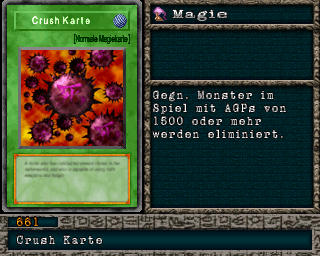 Crush Karte
[Normale Magiekarte]
Magie
Gegn. Monster im
Spiel mit AGPs von
1500 oder mehr
werden eliminiert.
661
Crush Karte